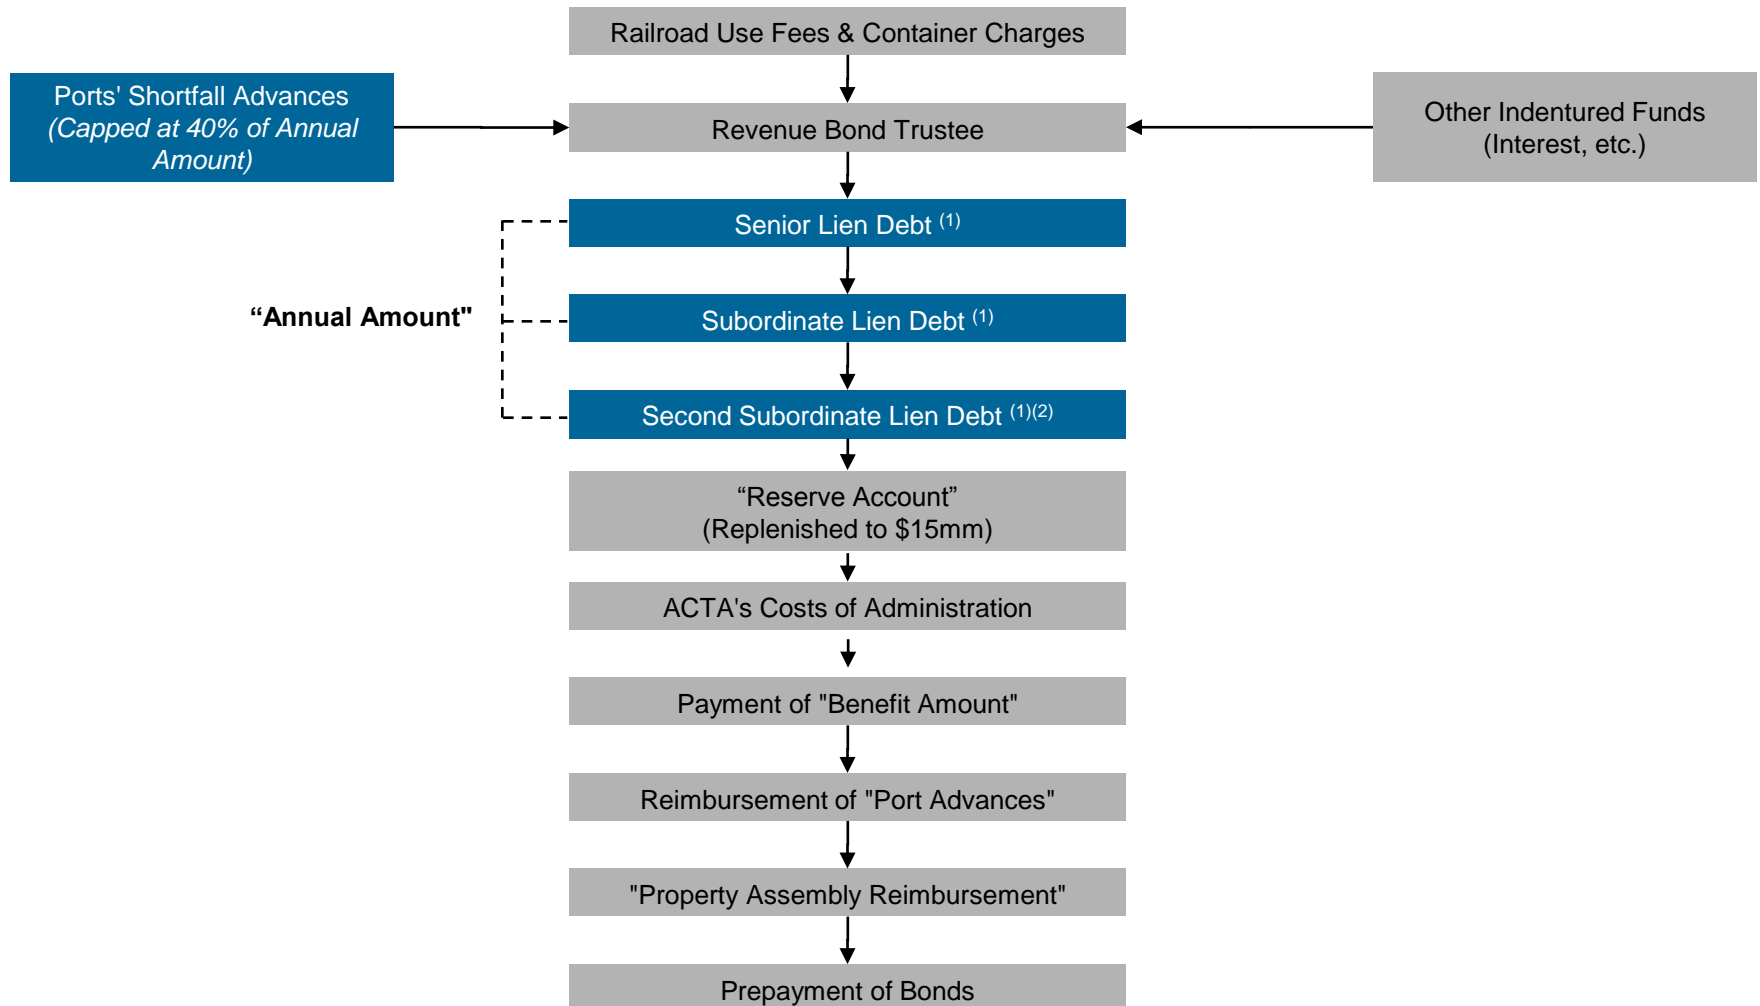 Railroad Use Fees & Container Charges
Ports' Shortfall Advances
(Capped at 40% of Annual
Amount)
Revenue Bond Trustee
Other Indentured Funds
(Interest, etc.)
Senior Lien Debt (1)
“Annual Amount"
Subordinate Lien Debt (1)
Second Subordinate Lien Debt (1)(2)
“Reserve Account”
(Replenished to $15mm)
ACTA's Costs of Administration
Payment of "Benefit Amount"
Reimbursement of "Port Advances"
"Property Assembly Reimbursement"
Prepayment of Bonds